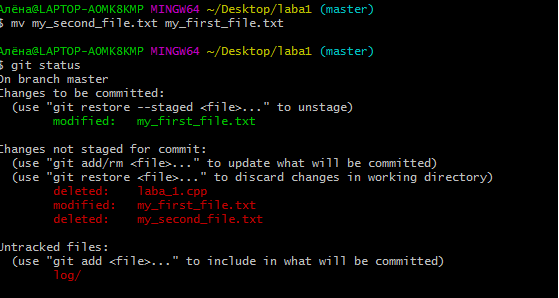 Алёна@LAPTOP-AOMK8KMP MINGW64 ~/Desktop/laba1 (master)
$ mv my_second_file.txt my_first_file.txt
Алёна@LAPTOP-AOMK8KMP MINGW64 ~/Desktop/laba1 (master)
$ git status
On branch master
Changes to be committed:
  (use "git restore --staged <file>..." to unstage)
        modified:   my_first_file.txt
Changes not staged for commit:
  (use "git add/rm <file>..." to update what will be committed)
  (use "git restore <file>..." to discard changes in working directory)
        deleted:    laba_1.cpp
        modified:   my_first_file.txt
        deleted:    my_second_file.txt
Untracked files:
  (use "git add <file>..." to include in what will be committed)
        log/